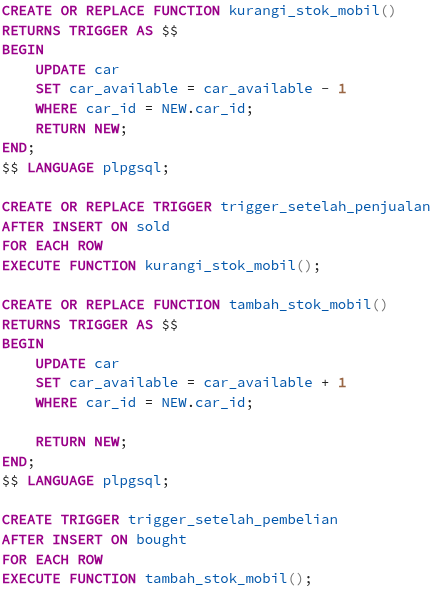 CREATE OR REPLACE FUNCTION kurangi_stok_mobil()
RETURNS TRIGGER AS $$
BEGIN
    UPDATE car
    SET car_available = car_available - 1
    WHERE car_id = NEW.car_id;
    RETURN NEW;
END;
$$ LANGUAGE plpgsql;

CREATE OR REPLACE TRIGGER trigger_setelah_penjualan
AFTER INSERT ON sold
FOR EACH ROW
EXECUTE FUNCTION kurangi_stok_mobil();

CREATE OR REPLACE FUNCTION tambah_stok_mobil()
RETURNS TRIGGER AS $$
BEGIN
    UPDATE car
    SET car_available = car_available + 1
    WHERE car_id = NEW.car_id;

    RETURN NEW;
END;
$$ LANGUAGE plpgsql;

CREATE TRIGGER trigger_setelah_pembelian
AFTER INSERT ON bought
FOR EACH ROW
EXECUTE FUNCTION tambah_stok_mobil();